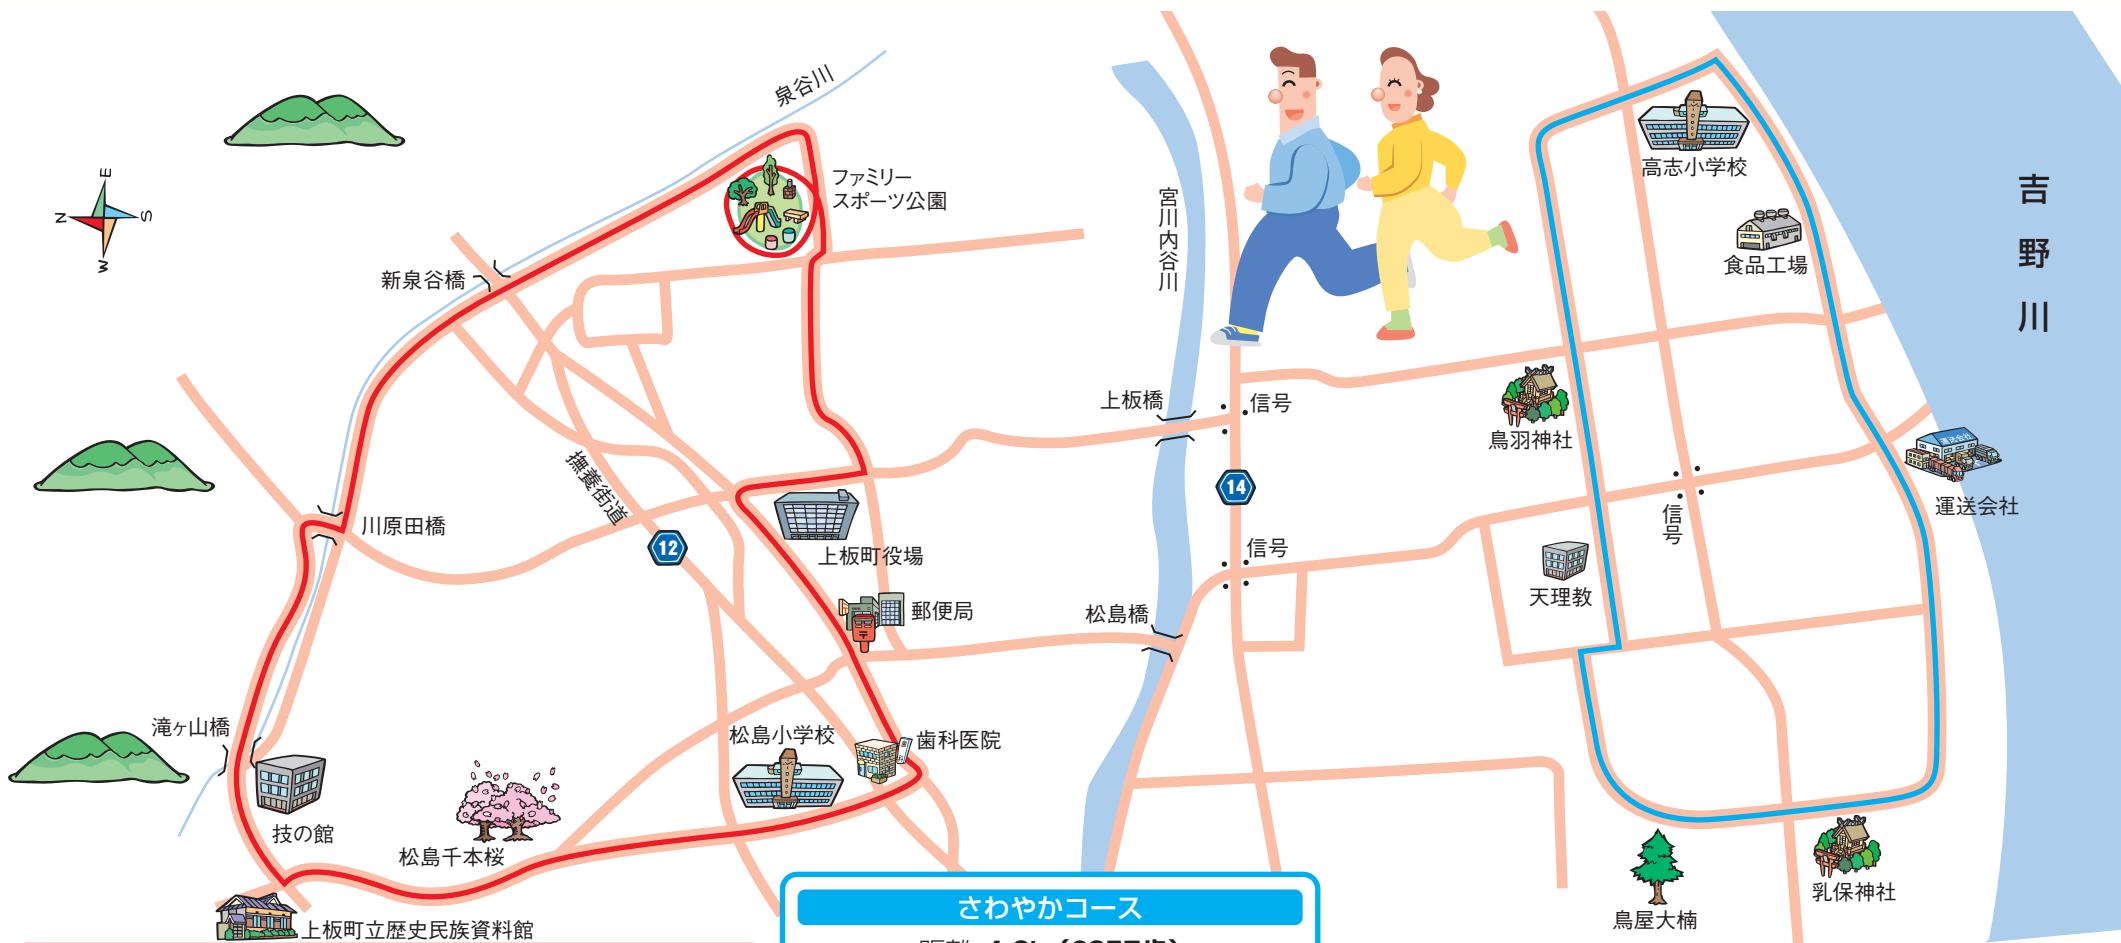 泉谷川
E
N
S
W
ファミリー
スポーツ公園
新泉谷橋
宮川内谷川
高志小学校
食品工場
吉野川
上板橋
信号
鳥羽神社
14
運送会社
運送会社
信号
川原田橋
撫養街道
12
上板町役場
信号
天理教
郵便局
松島橋
滝ヶ山橋
松島小学校
歯科医院
技の館
松島千本桜
上板町立歴史民族資料館
乳保神社
鳥屋大楠
さわやかコース